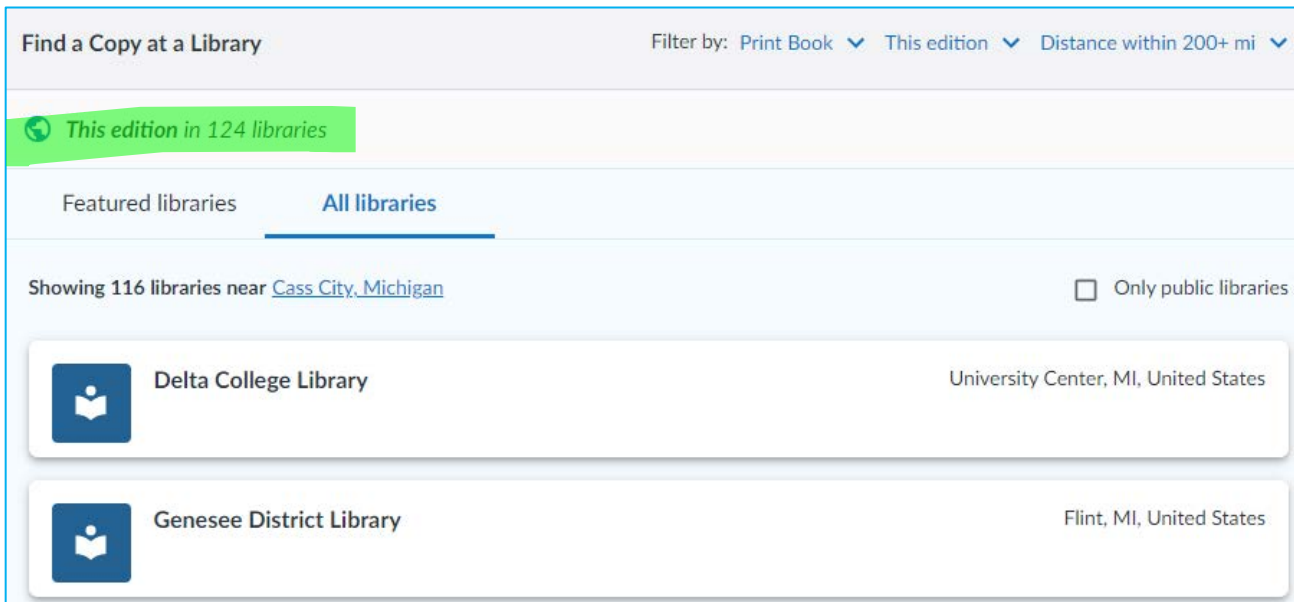 Find a Copy at a Library Filter by: Print Book This edition Distance within 200+ mi
This edition in 124 libraries
Featured libraries All libraries
Showing 116 libraries near Cass City, Michigan Only public libraries
Delta College Library University Center, MI, United States
Genesee District Library Flint, MI, United States